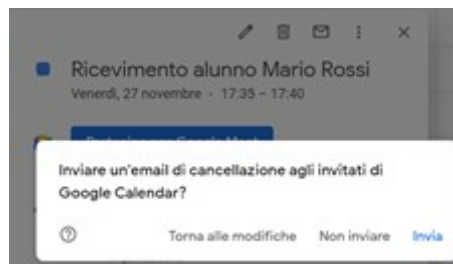 Ricevimento alunno Mario Rossi
Venerdì, 27 novembre - 17:35 – 17:40
Inviare un'email di cancellazione agli invitati di
Google Calendar?
Torna alle modifiche Non inviare Invia